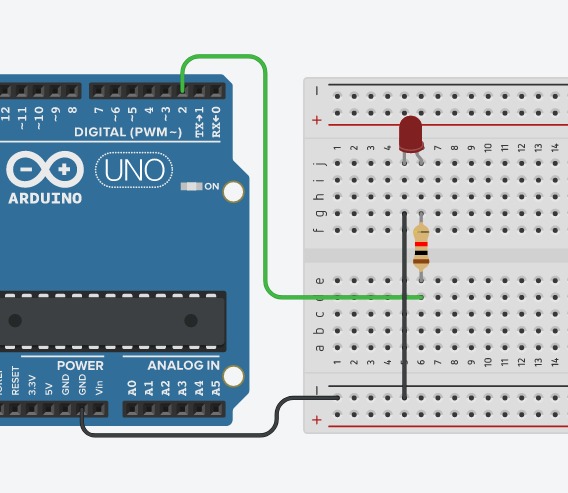 12
~11
~10
~9
8
7
~6
~5
4
~3
2
TX→1
RX←0
DIGITAL (PWM~)
UNO
ON
ARDUINO
RESET
3.3V
5V
GND
GND
Vin
POWER
ANALOG IN
A0
A1
A2
A3
A4
A5
−
+
1 2 3 4 5 6 7 8 9 10 11 12 13 14
j
i
h
g
f
e
c
b
a
1 2 3 4 5 6 7 8 9 10 11 12 13 14
−
+